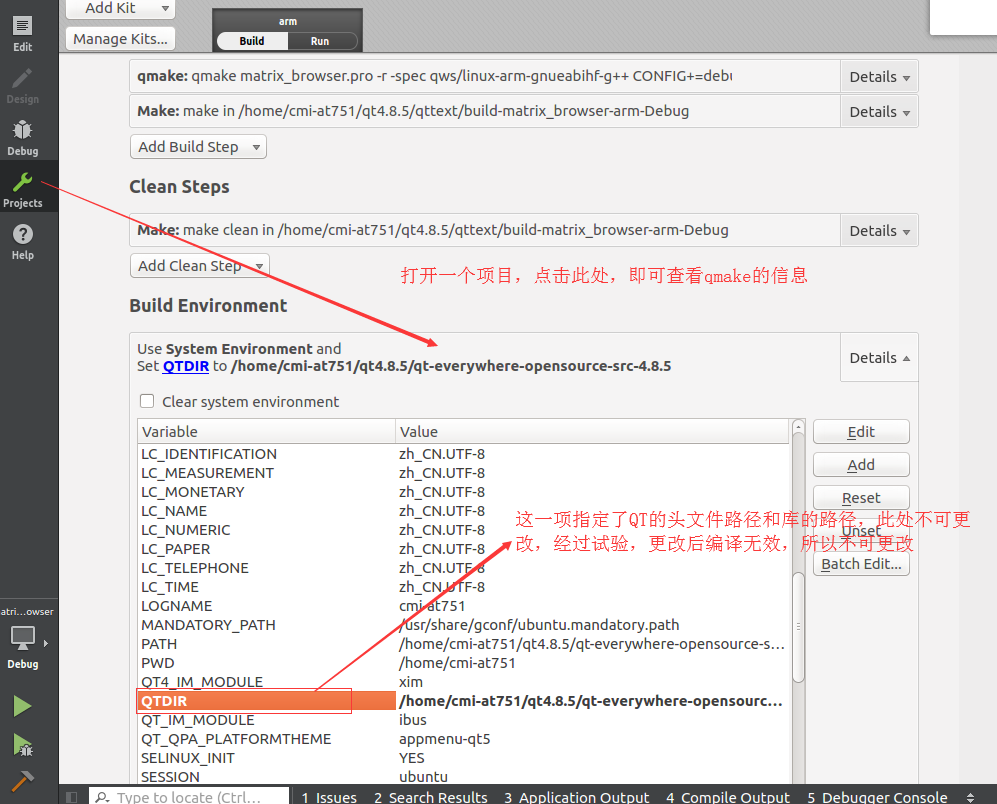 Add Kit
Manage Kits...
arm
Build Run
Edit
Design
Debug
Projects
Help
qmake: qmake matrix_browser.pro -r -spec qws/linux-arm-gnueabihf-g++ CONFIG+=debu
Details
Make: make in /home/cmi-at751/qt4.8.5/qttext/build-matrix_browser-arm-Debug
Details
Add Build Step
Clean Steps
Make: make clean in /home/cmi-at751/qt4.8.5/qttext/build-matrix_browser-arm-Debug
Details
Add Clean Step
打开一个项目，点击此处，即可查看qmake的信息
Build Environment
Use System Environment and
Set QTDIR to /home/cmi-at751/qt4.8.5/qt-everywhere-opensource-src-4.8.5
Details
Clear system environment
Variable Value
LC_IDENTIFICATION zh_CN.UTF-8
LC_MEASUREMENT zh_CN.UTF-8
LC_MONETARY zh_CN.UTF-8
LC_NAME zh_CN.UTF-8
LC_NUMERIC zh_CN.UTF-8
LC_PAPER zh_CN.UTF-8
LC_TELEPHONE zh_CN.UTF-8
LC_TIME zh_CN.UTF-8
LOGNAME cmi-at751
MANDATORY_PATH /usr/share/gconf/ubuntu.mandatory.path
PATH /home/cmi-at751/qt4.8.5/qt-everywhere-opensource-s...
PWD /home/cmi-at751
QT4_IM_MODULE xim
QTDIR /home/cmi-at751/qt4.8.5/qt-everywhere-opensourc...
QT_IM_MODULE ibus
QT_QPA_PLATFORMTHEME appmenu-qt5
SELINUX_INIT YES
SESSION ubuntu
Edit
Add
Reset
Unset
Batch Edit...
这一项指定了QT的头文件路径和库的路径，此处不可更
改，经过试验，更改后编译无效，所以不可更改
atri...owser
Debug
Type to locate (Ctrl...
1 Issues 2 Search Results 3 Application Output 4 Compile Output 5 Debugger Console